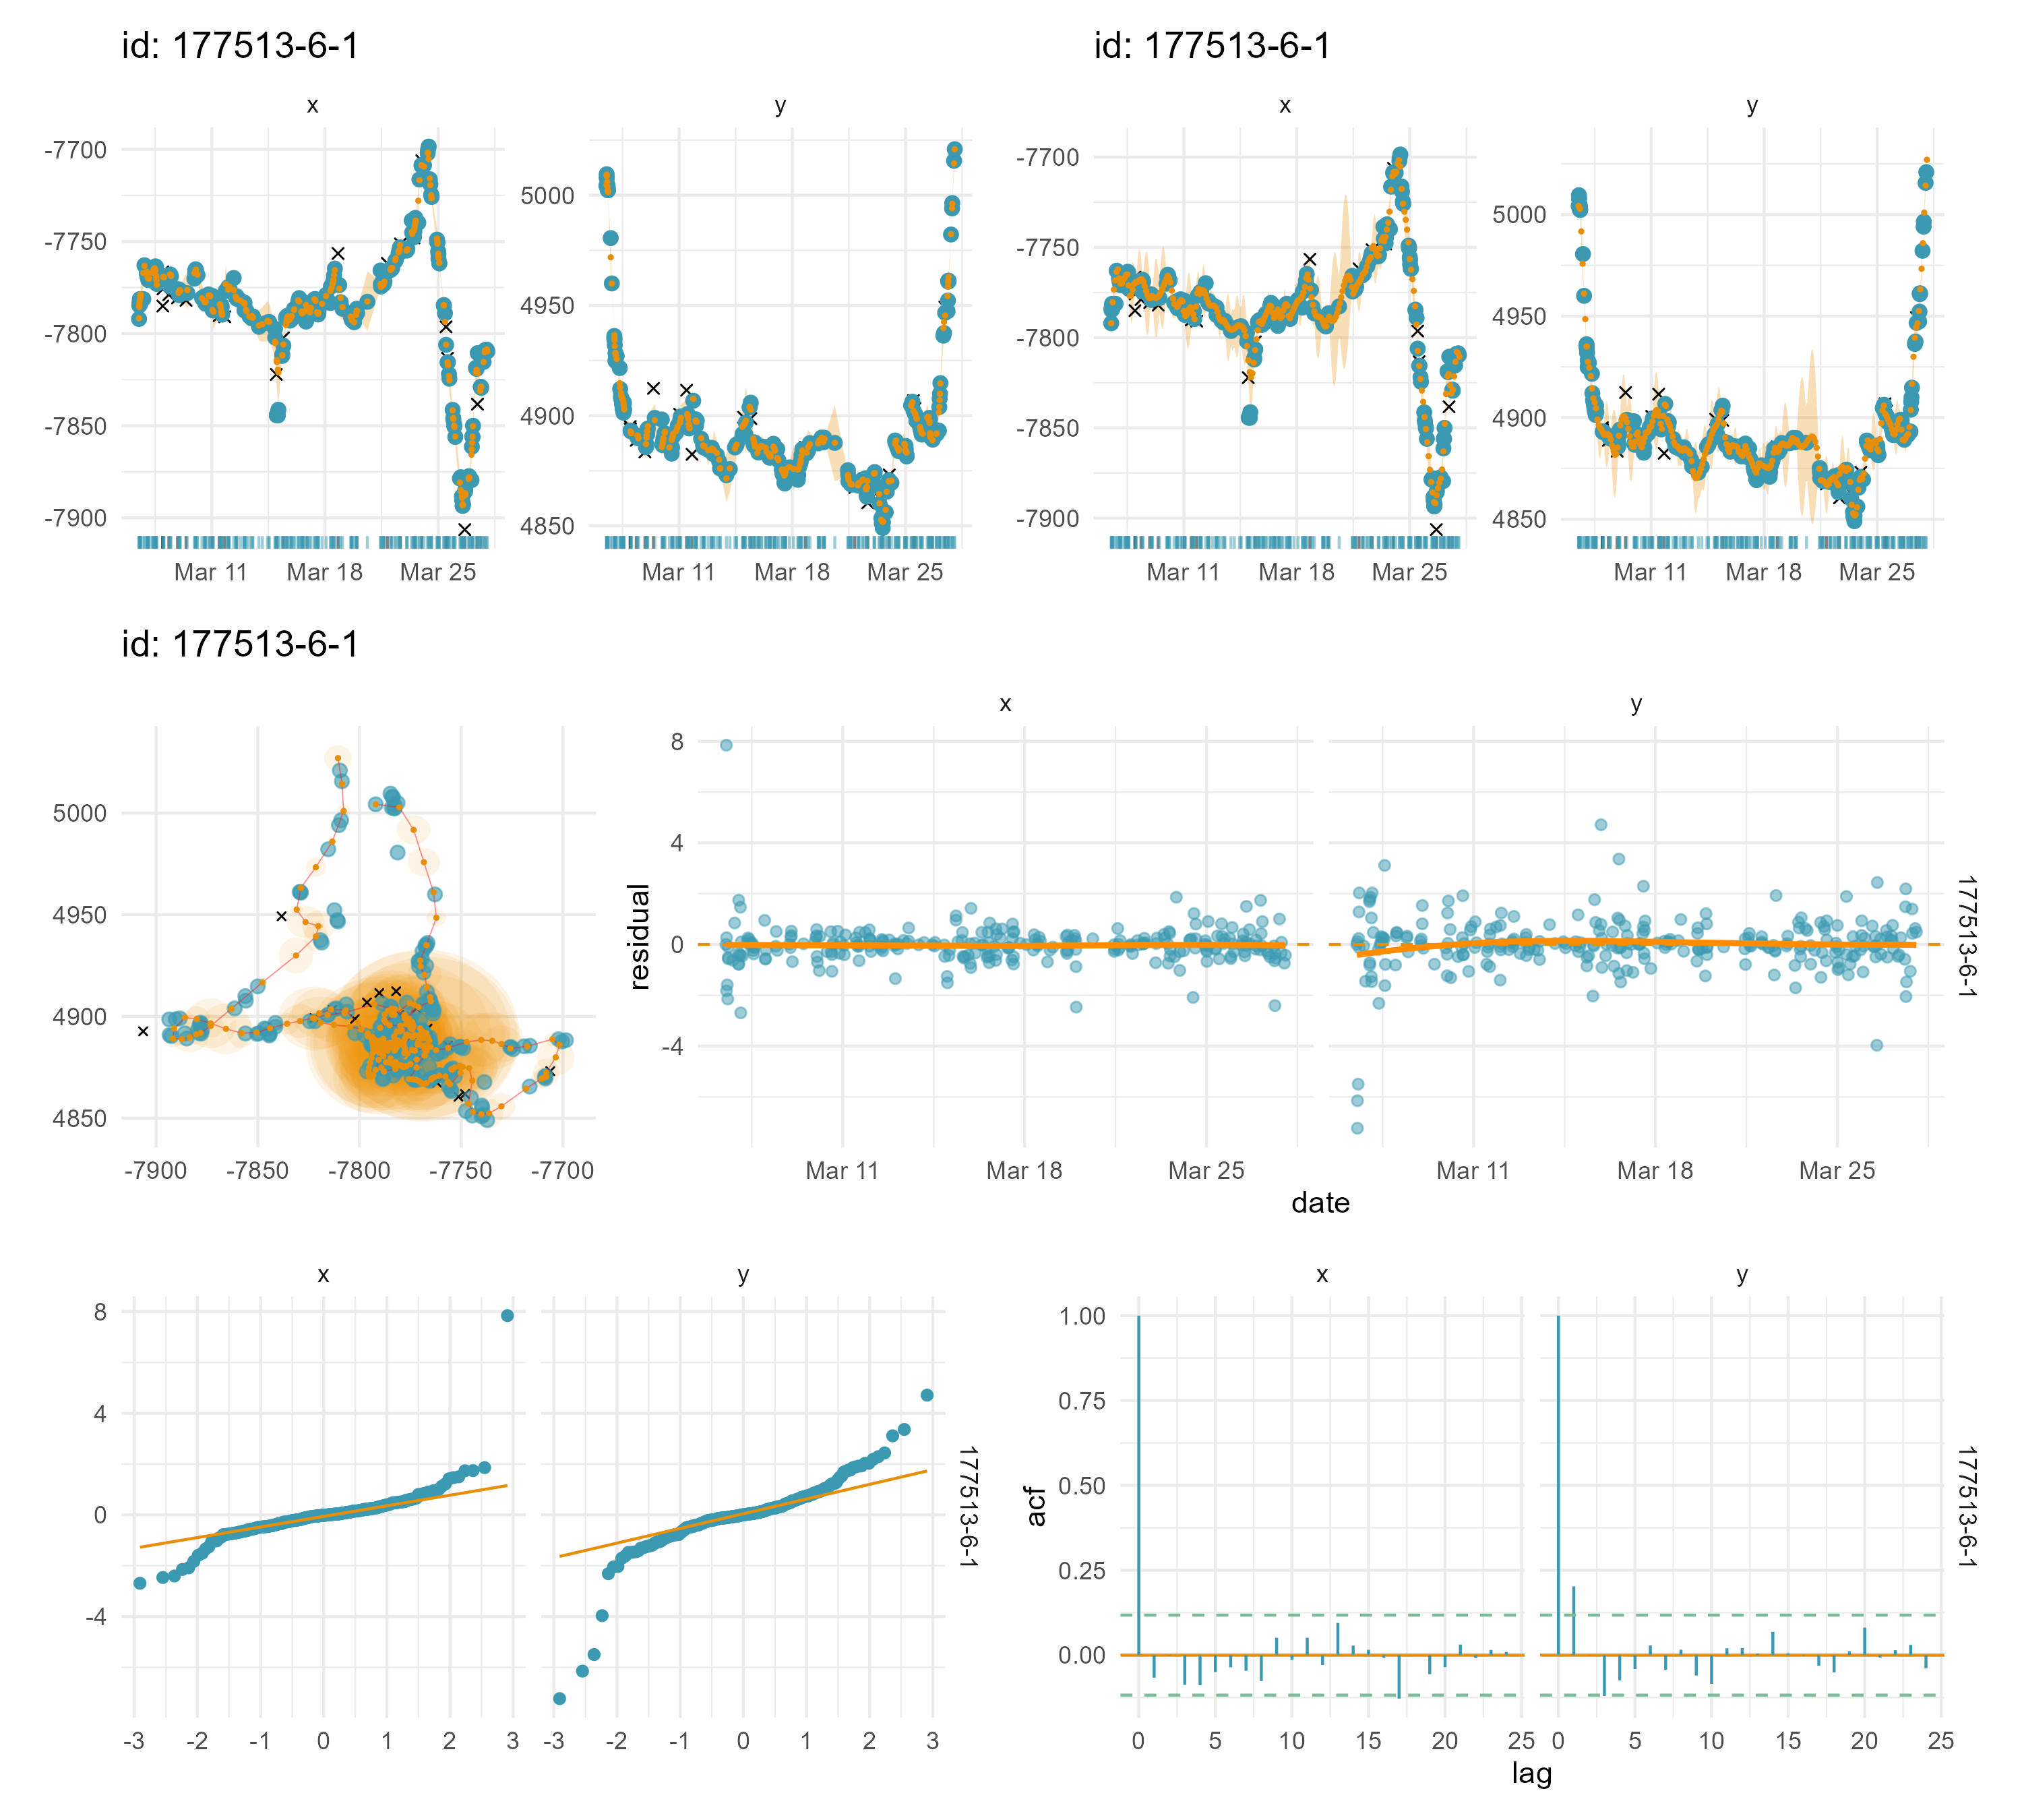 id: 177513-6-1
id: 177513-6-1
x
y
x
y
-7700
-7750
-7800
-7850
-7900
5000
4950
4900
4850
-7700
-7750
-7800
-7850
-7900
5000
4950
4900
4850
Mar 11 Mar 18 Mar 25
Mar 11 Mar 18 Mar 25
Mar 11 Mar 18 Mar 25
Mar 11 Mar 18 Mar 25
id: 177513-6-1
x
y
5000
4950
4900
4850
-7900 -7850 -7800 -7750 -7700
residual
8
4
0
-4
177513-6-1
Mar 11 Mar 18 Mar 25
Mar 11 Mar 18 Mar 25
date
x
y
8
4
0
-4
177513-6-1
-3 -2 -1 0 1 2 3
-3 -2 -1 0 1 2 3
x
y
acf
1.00
0.75
0.50
0.25
0.00
177513-6-1
0 5 10 15 20 25
0 5 10 15 20 25
lag